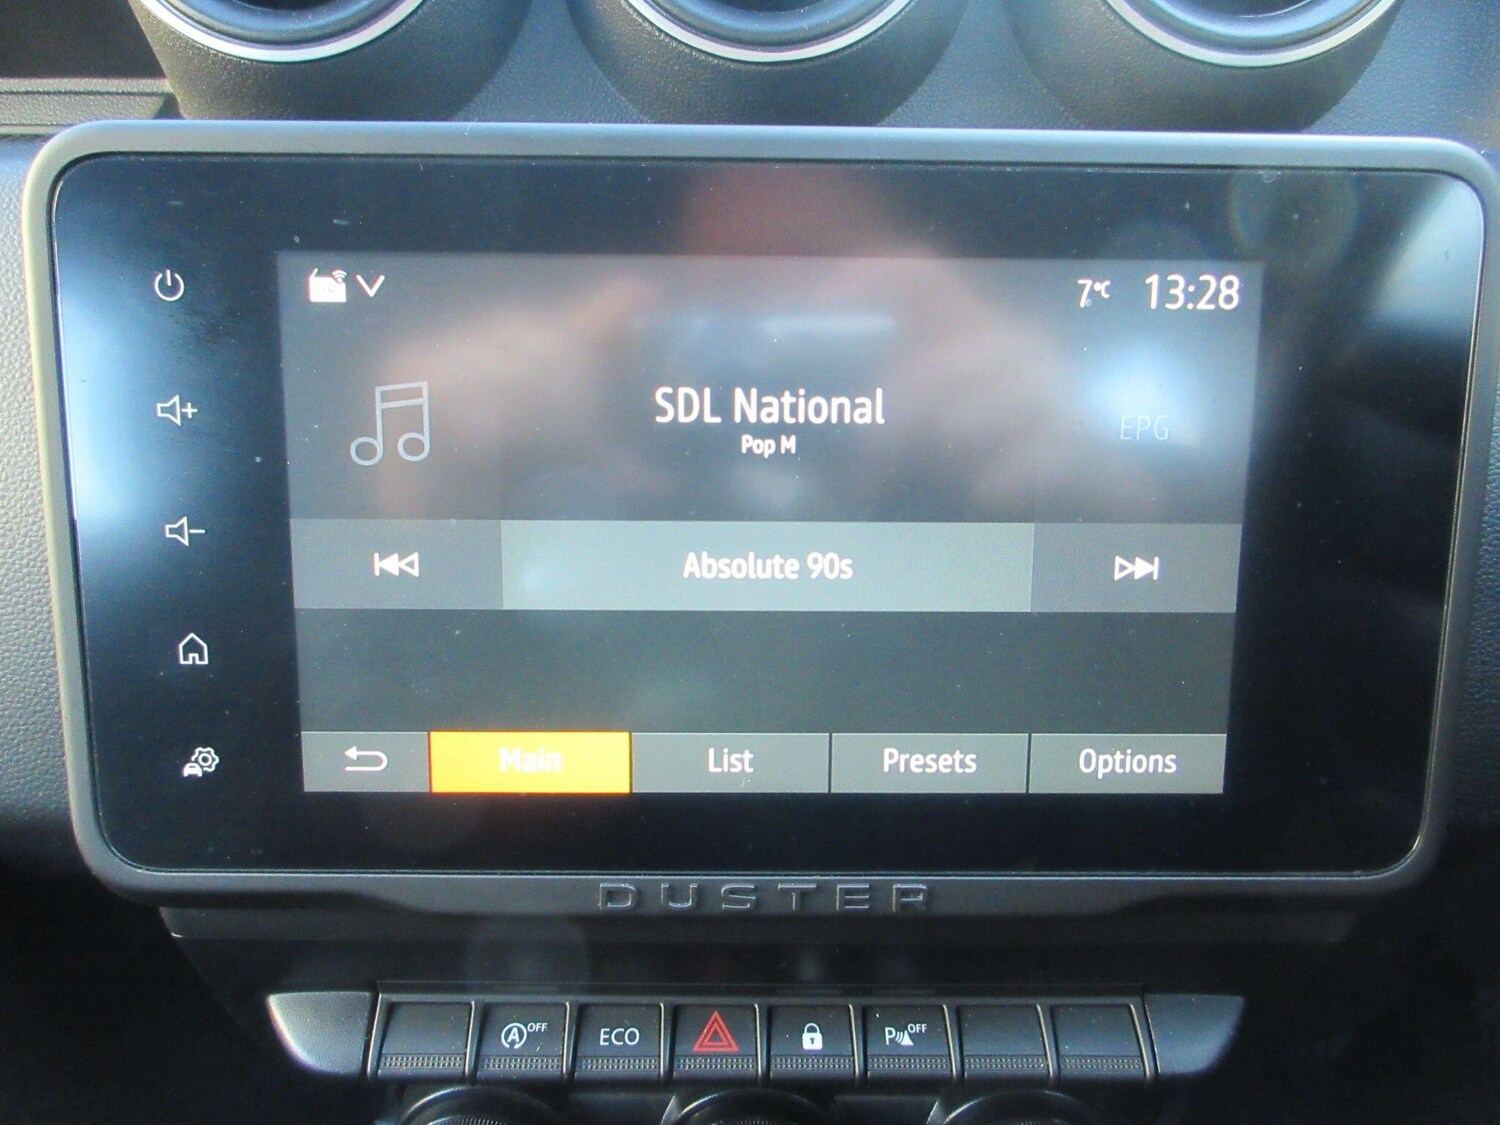 7°C 13:28
SDL National
Pop M
EPG
Absolute 90s
Main List Presets Options
DUSTER
A OFF ECO P OFF